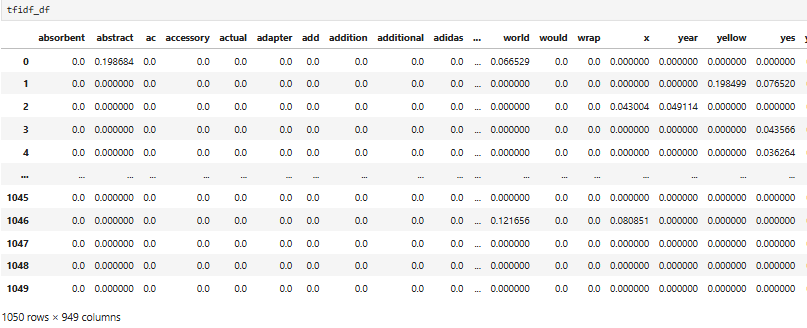 tfidf_df
absorbent abstract ac accessory actual adapter add addition additional adidas ... world would wrap x year yellow yes
0 0.0 0.198684 0.0 0.0 0.0 0.0 0.0 0.0 0.0 0.0 ... 0.066529 0.0 0.0 0.000000 0.000000 0.000000 0.000000
1 0.0 0.000000 0.0 0.0 0.0 0.0 0.0 0.0 0.0 0.0 ... 0.000000 0.0 0.0 0.000000 0.000000 0.198499 0.076520
2 0.0 0.000000 0.0 0.0 0.0 0.0 0.0 0.0 0.0 0.0 ... 0.000000 0.0 0.0 0.043004 0.049114 0.000000 0.000000
3 0.0 0.000000 0.0 0.0 0.0 0.0 0.0 0.0 0.0 0.0 ... 0.000000 0.0 0.0 0.000000 0.000000 0.000000 0.043566
4 0.0 0.000000 0.0 0.0 0.0 0.0 0.0 0.0 0.0 0.0 ... 0.000000 0.0 0.0 0.000000 0.000000 0.000000 0.036264
... ... ... ... ... ... ... ... ... ... ... ... ... ... ... ... ... ... ...
1045 0.0 0.000000 0.0 0.0 0.0 0.0 0.0 0.0 0.0 0.0 ... 0.000000 0.0 0.0 0.000000 0.000000 0.000000 0.000000
1046 0.0 0.000000 0.0 0.0 0.0 0.0 0.0 0.0 0.0 0.0 ... 0.121656 0.0 0.0 0.080851 0.000000 0.000000 0.000000
1047 0.0 0.000000 0.0 0.0 0.0 0.0 0.0 0.0 0.0 0.0 ... 0.000000 0.0 0.0 0.000000 0.000000 0.000000 0.000000
1048 0.0 0.000000 0.0 0.0 0.0 0.0 0.0 0.0 0.0 0.0 ... 0.000000 0.0 0.0 0.000000 0.000000 0.000000 0.000000
1049 0.0 0.000000 0.0 0.0 0.0 0.0 0.0 0.0 0.0 0.0 ... 0.000000 0.0 0.0 0.000000 0.000000 0.000000 0.000000
1050 rows × 949 columns